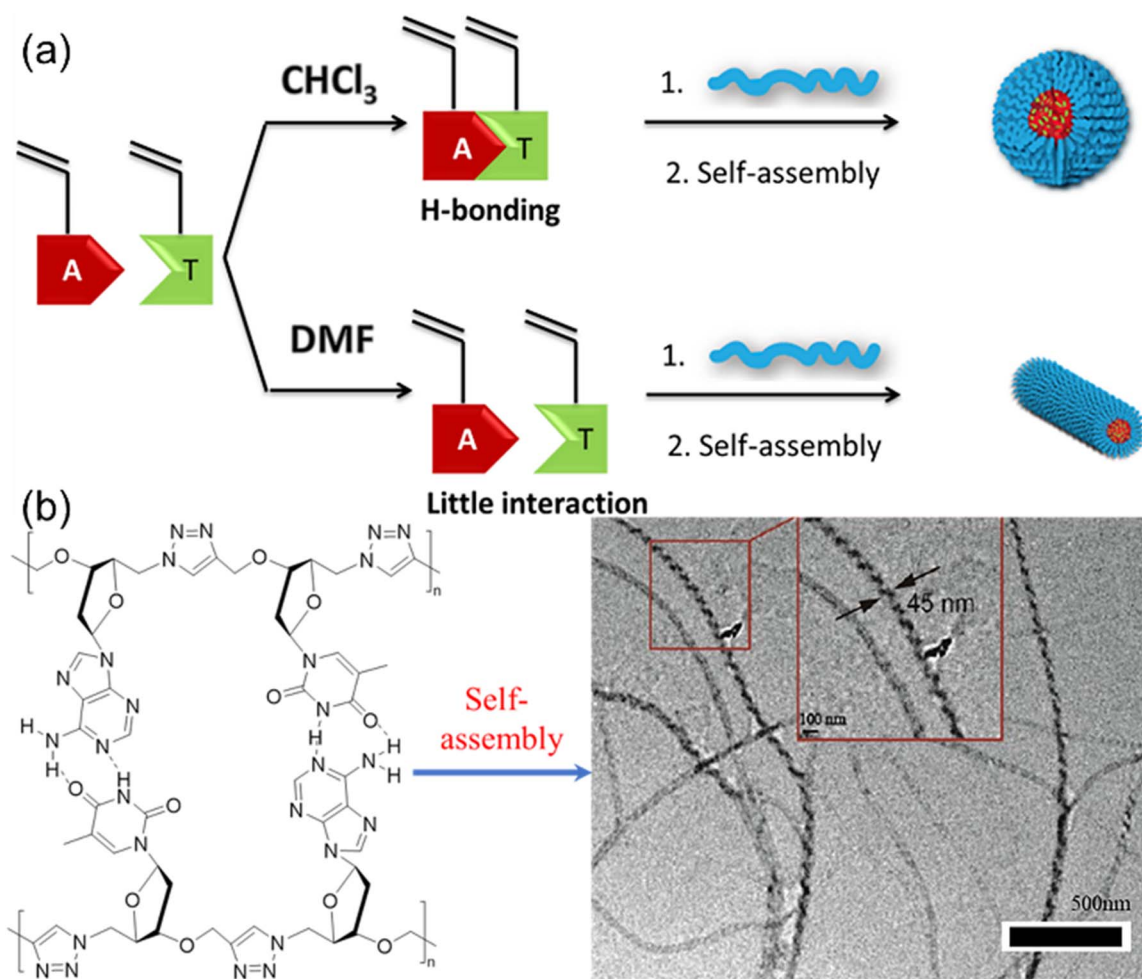 (a)
CHCl₃
A
T
H-bonding
1.
2. Self-assembly
A
T
DMF
A
T
Little interaction
1.
2. Self-assembly
(b)
N=N
N
O
N=N
N
O
n
O
O
N
N
N
N
H
N
H
N
O
N
H
O
H
N
H
N
N
N
N
O
NH
O
N
O
O
N
N=N
O
N
N=N
O
n
Self-
assembly
45 nm
100 nm
500nm